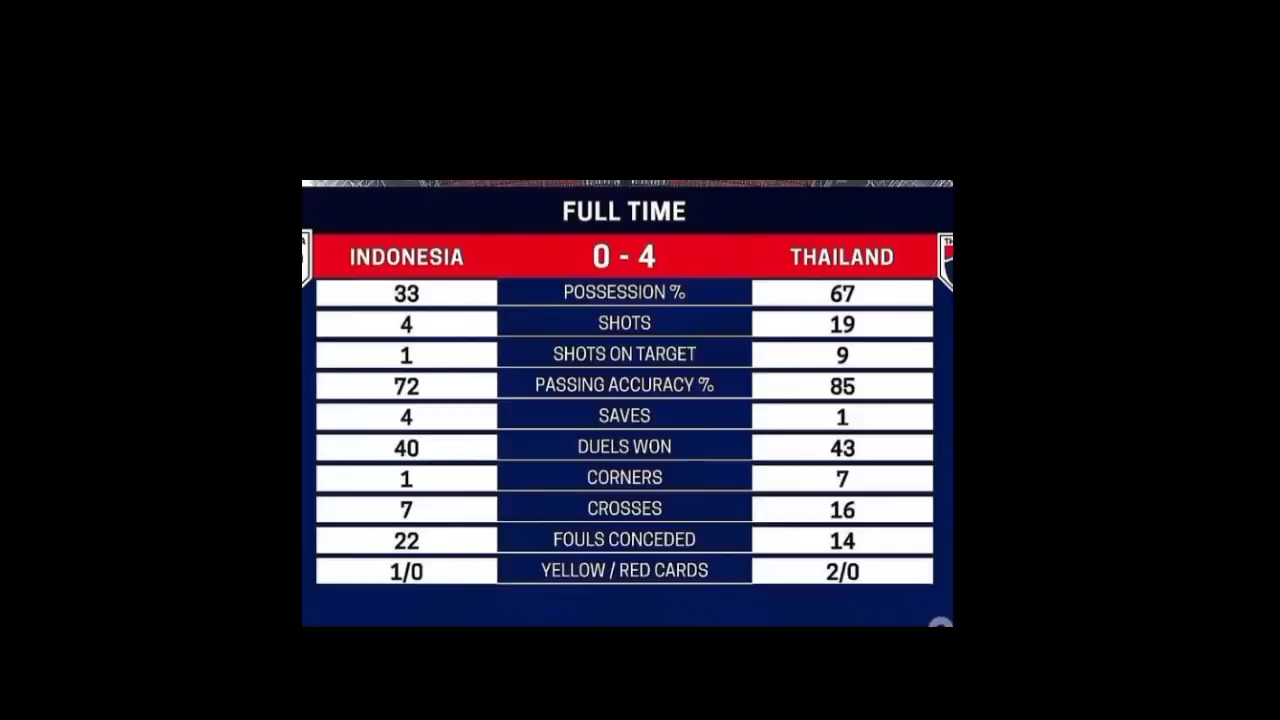 FULL TIME
INDONESIA 0 - 4 THAILAND
33 POSSESSION % 67
4 SHOTS 19
1 SHOTS ON TARGET 9
72 PASSING ACCURACY % 85
4 SAVES 1
40 DUELS WON 43
1 CORNERS 7
7 CROSSES 16
22 FOULS CONCEDED 14
1/0 YELLOW / RED CARDS 2/0